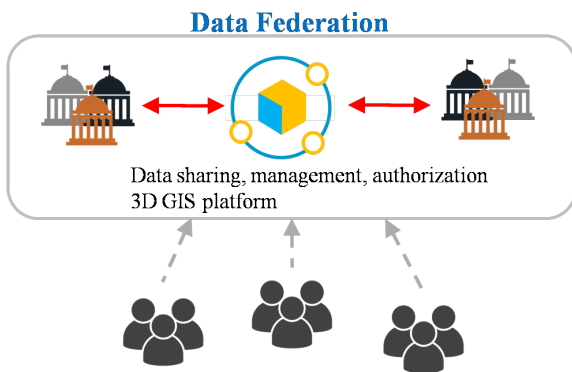 Data Federation
Data sharing, management, authorization
3D GIS platform